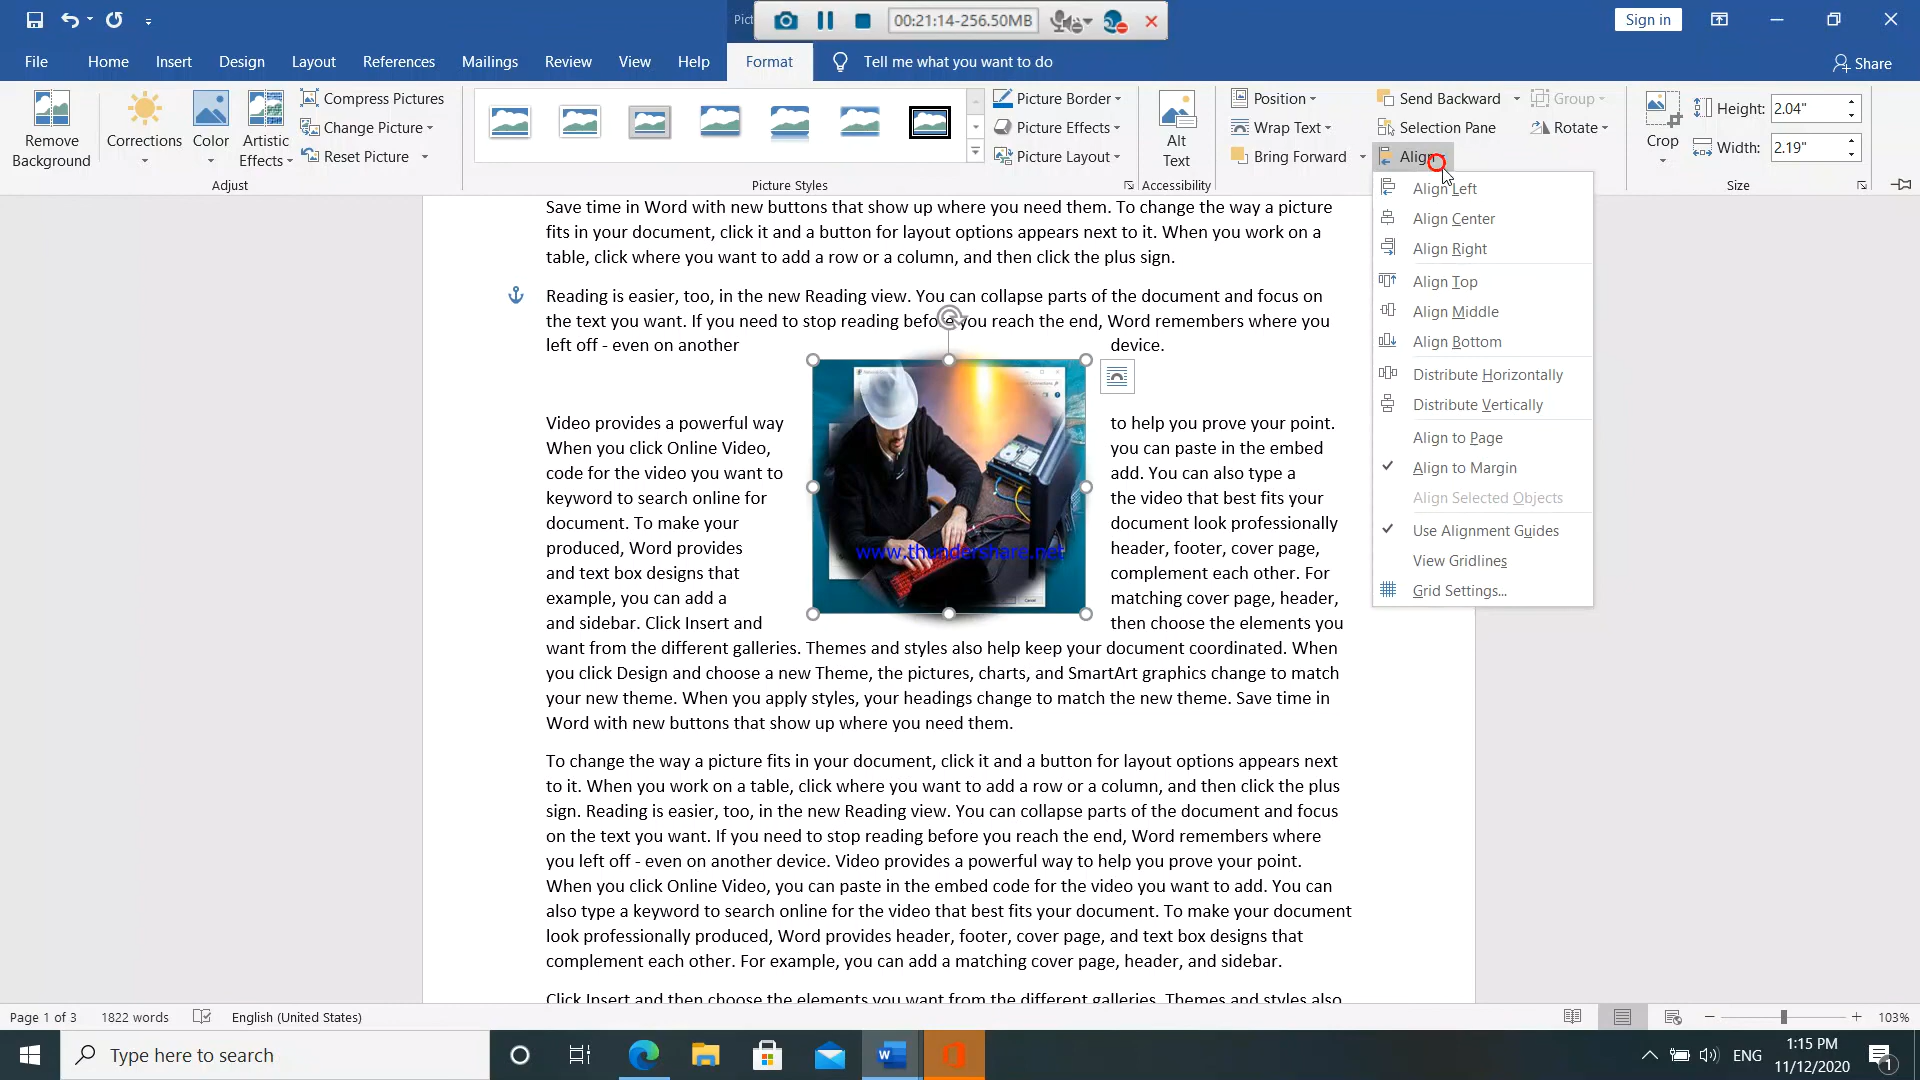 Pict
00:21:14-256.50MB
Sign in
File Home Insert Design Layout References Mailings Review View Help Format Tell me what you want to do Share
Remove Background
Corrections
Color
Artistic Effects
Compress Pictures
Change Picture
Reset Picture
Adjust
Picture Styles
Picture Border
Picture Effects
Picture Layout
Alt Text
Accessibility
Position
Wrap Text
Bring Forward
Send Backward
Selection Pane
Align
Group
Rotate
Crop
Height: 2.04"
Width: 2.19"
Size
Align Left
Align Center
Align Right
Align Top
Align Middle
Align Bottom
Distribute Horizontally
Distribute Vertically
Align to Page
Align to Margin
Align Selected Objects
Use Alignment Guides
View Gridlines
Grid Settings...
Save time in Word with new buttons that show up where you need them. To change the way a picture
fits in your document, click it and a button for layout options appears next to it. When you work on a
table, click where you want to add a row or a column, and then click the plus sign.
Reading is easier, too, in the new Reading view. You can collapse parts of the document and focus on
the text you want. If you need to stop reading before you reach the end, Word remembers where you
left off - even on another device.
Video provides a powerful way to help you prove your point.
When you click Online Video, you can paste in the embed
code for the video you want to add. You can also type a
keyword to search online for the video that best fits your
document. To make your document look professionally
produced, Word provides header, footer, cover page,
www.thundershare.net
and text box designs that complement each other. For
example, you can add a matching cover page, header,
and sidebar. Click Insert and then choose the elements you
want from the different galleries. Themes and styles also help keep your document coordinated. When
you click Design and choose a new Theme, the pictures, charts, and SmartArt graphics change to match
your new theme. When you apply styles, your headings change to match the new theme. Save time in
Word with new buttons that show up where you need them.
To change the way a picture fits in your document, click it and a button for layout options appears next
to it. When you work on a table, click where you want to add a row or a column, and then click the plus
sign. Reading is easier, too, in the new Reading view. You can collapse parts of the document and focus
on the text you want. If you need to stop reading before you reach the end, Word remembers where
you left off - even on another device. Video provides a powerful way to help you prove your point.
When you click Online Video, you can paste in the embed code for the video you want to add. You can
also type a keyword to search online for the video that best fits your document. To make your document
look professionally produced, Word provides header, footer, cover page, and text box designs that
complement each other. For example, you can add a matching cover page, header, and sidebar.
Click Insert and then choose the elements you want from the different galleries. Themes and styles also
Page 1 of 3 1822 words English (United States) 103%
Type here to search
ENG
1:15 PM
11/12/2020
1